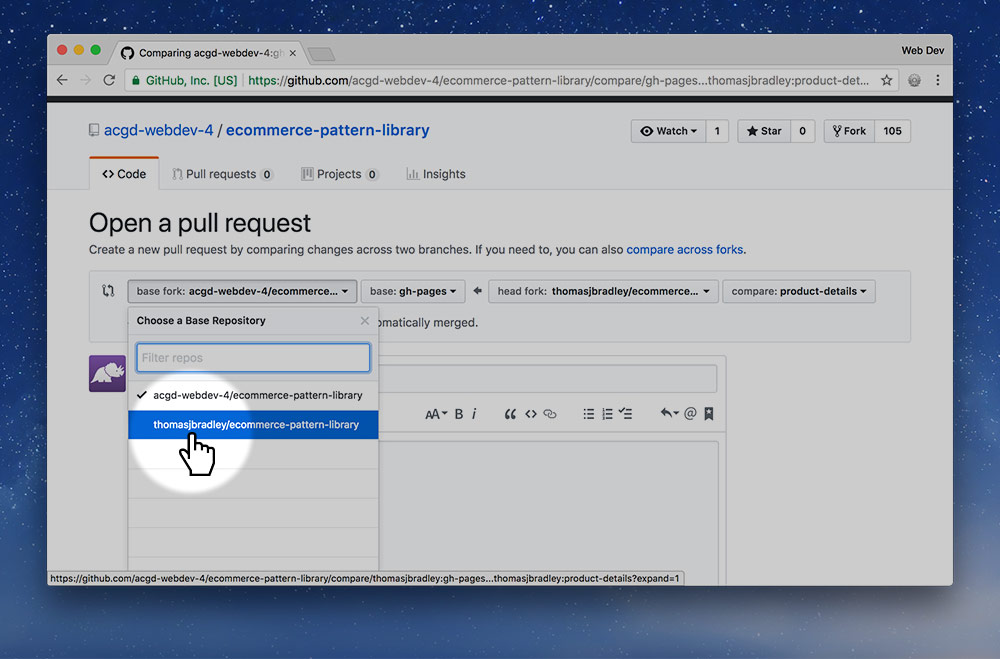 Comparing acgd-webdev-4:gh
Web Dev
GitHub, Inc. [US] https://github.com/acgd-webdev-4/ecommerce-pattern-library/compare/gh-pages...thomasjbradley:product-det...
acgd-webdev-4 / ecommerce-pattern-library
Watch 1 Star 0 Fork 105
Code Pull requests 0 Projects 0 Insights
Open a pull request
Create a new pull request by comparing changes across two branches. If you need to, you can also compare across forks.
base fork: acgd-webdev-4/ecommerce... base: gh-pages head fork: thomasjbradley/ecommerce... compare: product-details
Choose a Base Repository
omatically merged.
Filter repos
acgd-webdev-4/ecommerce-pattern-library
thomasjbradley/ecommerce-pattern-library
AA B i @
https://github.com/acgd-webdev-4/ecommerce-pattern-library/compare/thomasjbradley:gh-pages...thomasjbradley:product-details?expand=1